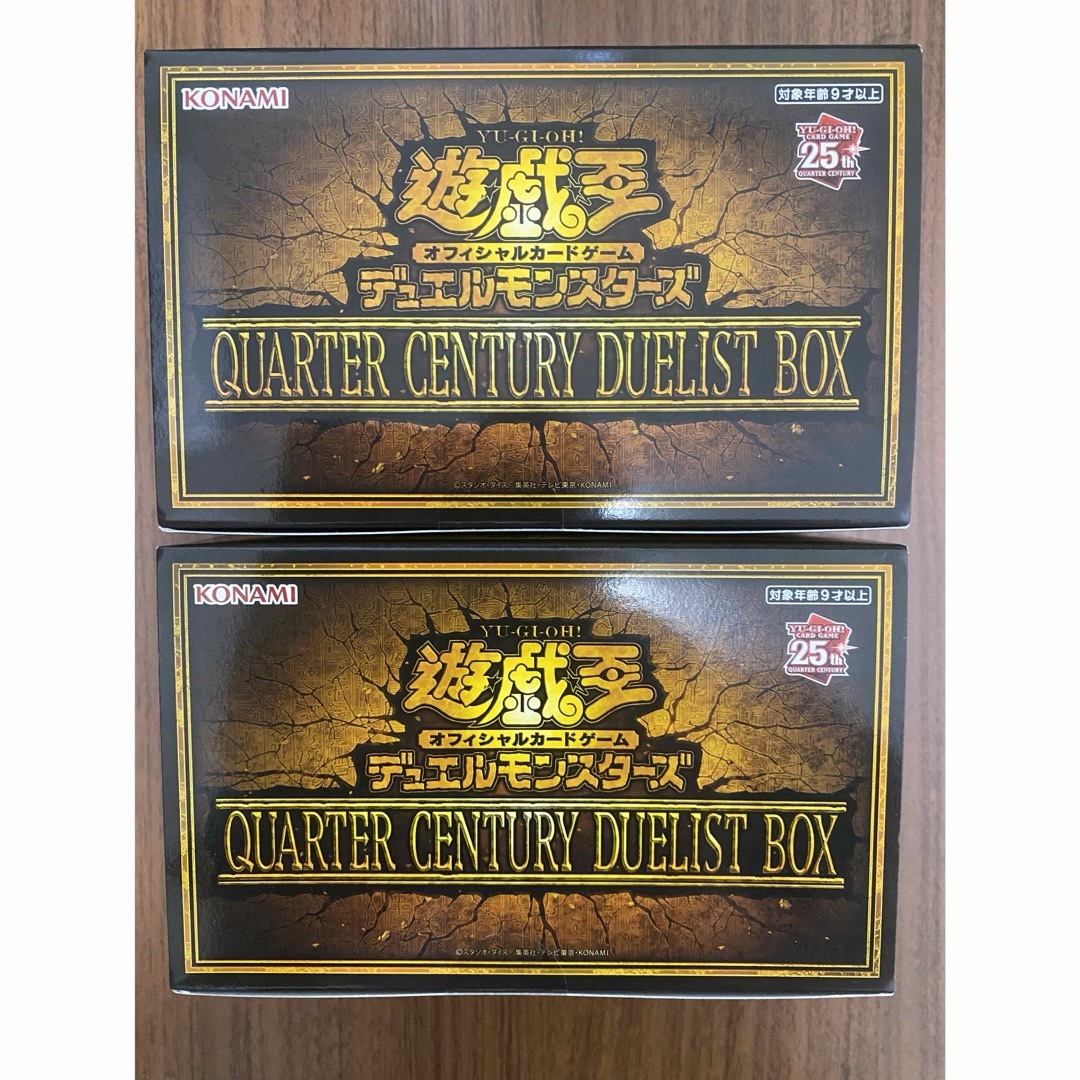 KONAMI
対象年齢9才以上
YU-GI-OH!
CARD GAME
25th
QUARTER CENTURY
YU-GI-OH!
遊戯王
オフィシャルカードゲーム
デュエルモンスターズ
QUARTER CENTURY DUELIST BOX
©スタジオ・ダイス/集英社・テレビ東京・KONAMI
KONAMI
対象年齢9才以上
YU-GI-OH!
CARD GAME
25th
QUARTER CENTURY
YU-GI-OH!
遊戯王
オフィシャルカードゲーム
デュエルモンスターズ
QUARTER CENTURY DUELIST BOX
©スタジオ・ダイス/集英社・テレビ東京・KONAMI